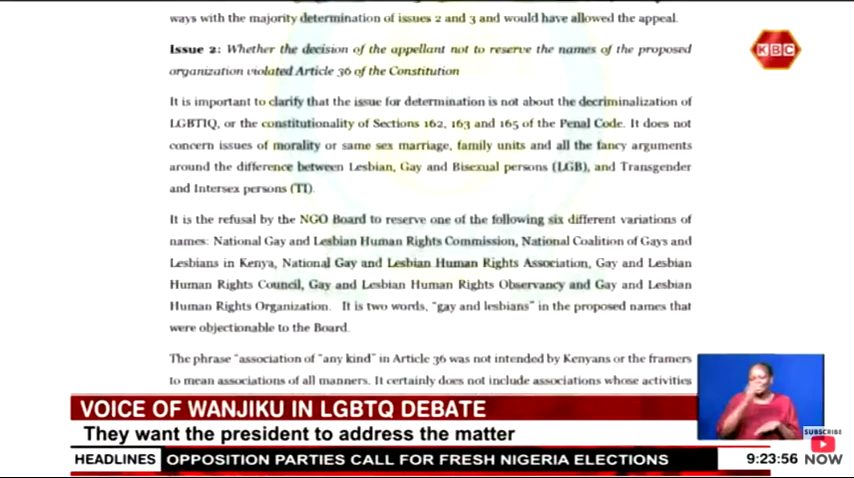 ways with the majority determination of issues 2 and 3 and would have allowed the appeal.
KBC
Issue 2: Whether the decision of the appellant not to reserve the names of the proposed
organization violated Article 36 of the Constitution
It is important to clarify that the issue for determination is not about the decriminalization of
LGBTIQ, or the constitutionality of Sections 162, 163 and 165 of the Penal Code. It does not
concern issues of morality or same sex marriage, family units and all the fancy arguments
around the difference between Lesbian, Gay and Bisexual persons (LGB), and Transgender
and Intersex persons (TI).
It is the refusal by the NGO Board to reserve one of the following six different variations of
names: National Gay and Lesbian Human Rights Commission, National Coalition of Gays and
Lesbians in Kenya, National Gay and Lesbian Human Rights Association, Gay and Lesbian
Human Rights Council, Gay and Lesbian Human Rights Observancy and Gay and Lesbian
Human Rights Organization. It is two words, "gay and lesbians" in the proposed names that
were objectionable to the Board.
The phrase "association of "any kind" in Article 36 was not intended by Kenyans or the framers
to mean associations of all manners. It certainly does not include associations whose activities
VOICE OF WANJIKU IN LGBTQ DEBATE
They want the president to address the matter
SUBSCRIBE
NOW
HEADLINES OPPOSITION PARTIES CALL FOR FRESH NIGERIA ELECTIONS 9:23:56